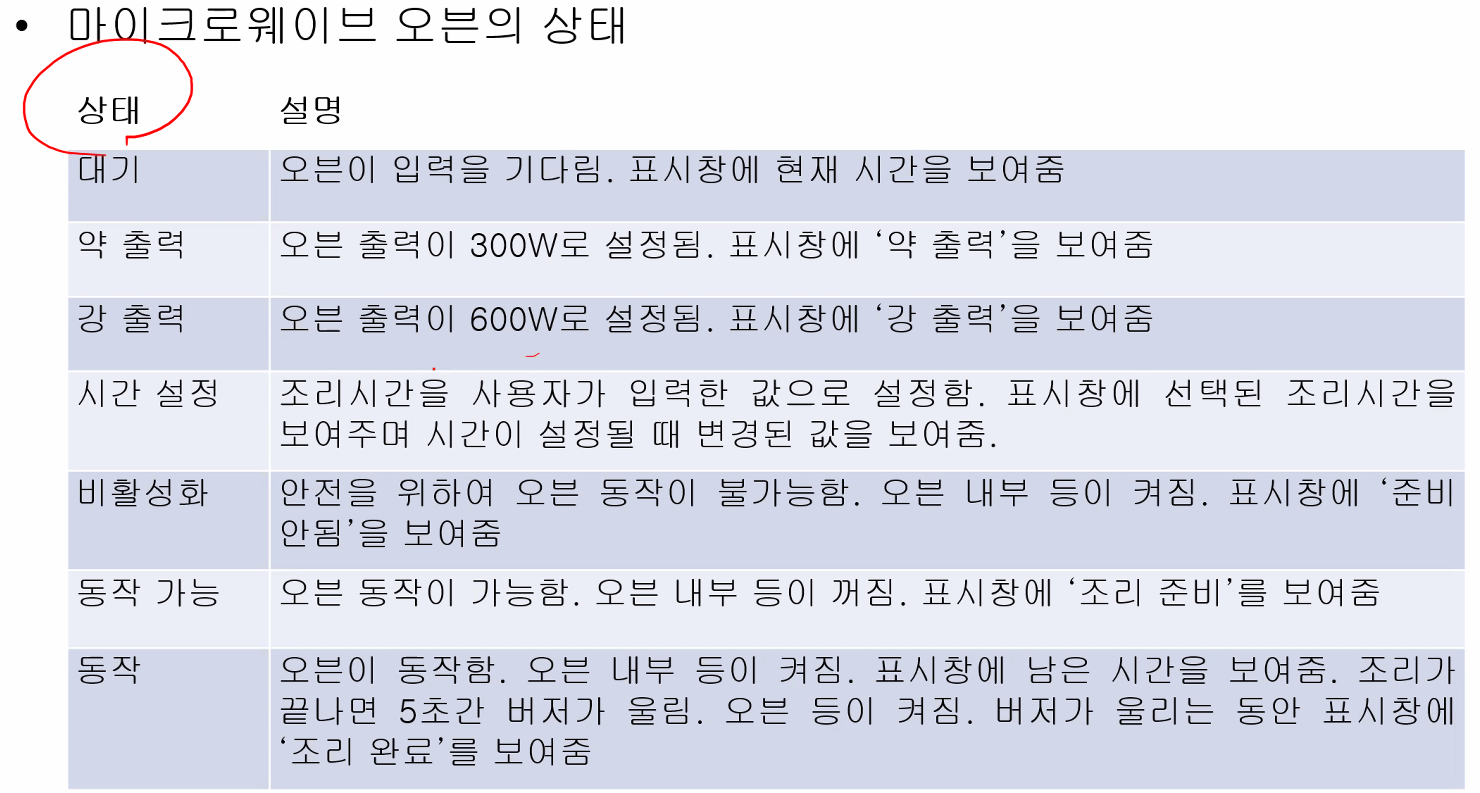 • 마이크로웨이브 오븐의 상태
상태 설명
대기 오븐이 입력을 기다림. 표시창에 현재 시간을 보여줌
약 출력 오븐 출력이 300W로 설정됨. 표시창에 ‘약 출력’을 보여줌
강 출력 오븐 출력이 600W로 설정됨. 표시창에 ‘강 출력’을 보여줌
시간 설정 조리시간을 사용자가 입력한 값으로 설정함. 표시창에 선택된 조리시간을
보여주며 시간이 설정될 때 변경된 값을 보여줌.
비활성화 안전을 위하여 오븐 동작이 불가능함. 오븐 내부 등이 켜짐. 표시창에 ‘준비
안됨’을 보여줌
동작 가능 오븐 동작이 가능함. 오븐 내부 등이 꺼짐. 표시창에 ‘조리 준비’를 보여줌
동작 오븐이 동작함. 오븐 내부 등이 켜짐. 표시창에 남은 시간을 보여줌. 조리가
끝나면 5초간 버저가 울림. 오븐 등이 켜짐. 버저가 울리는 동안 표시창에
‘조리 완료’를 보여줌